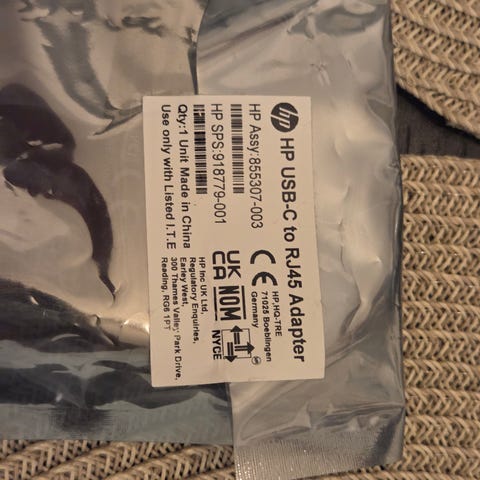 hp HP USB-C to RJ45 Adapter
HP Assy:855307-003
HP SPS:918779-001
Qty:1 Unit Made in China
Use only with Listed I.T.E
CE
HP,HQ-TRE
71025 Boeblingen
Germany
UK
CA
NOM
NYCE
HP Inc UK Ltd,
Regulatory Enquiries,
Earley West,
300 Thames Valley Park Drive,
Reading, RG6 1PT